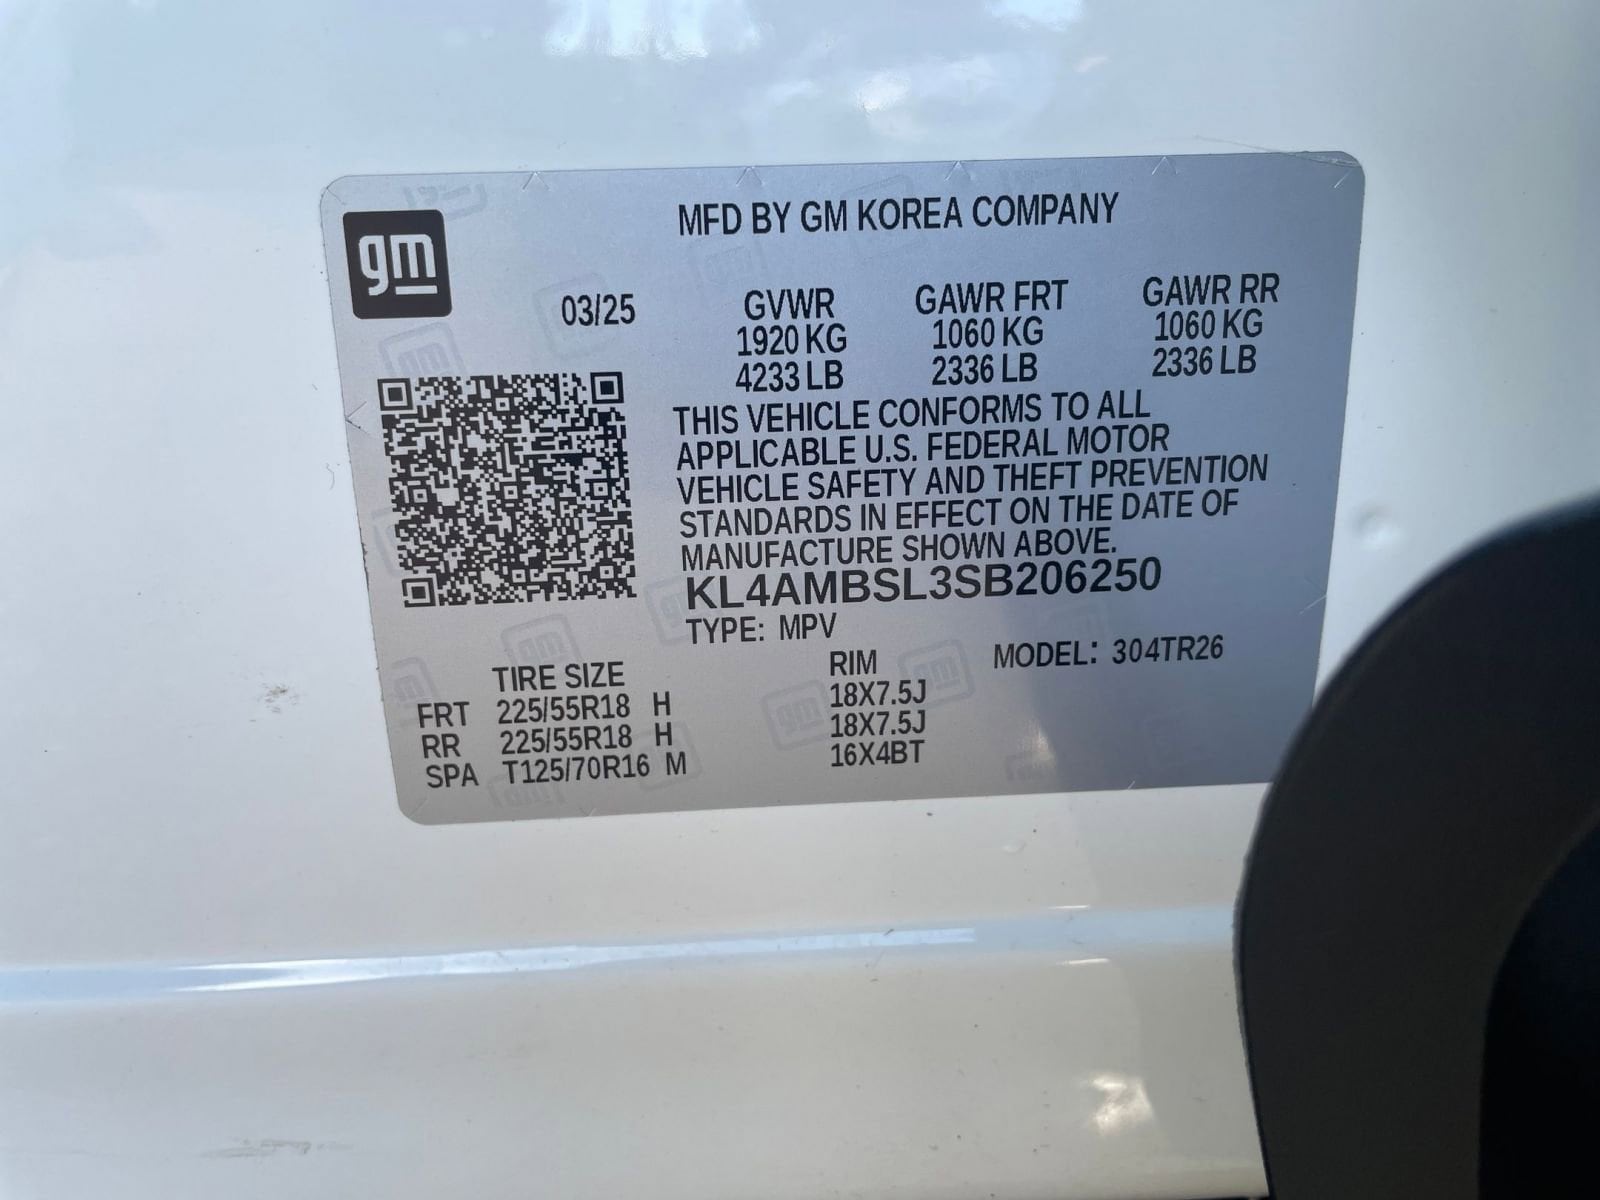 gm
MFD BY GM KOREA COMPANY
03/25 GVWR GAWR FRT GAWR RR
1920 KG 1060 KG 1060 KG
4233 LB 2336 LB 2336 LB
THIS VEHICLE CONFORMS TO ALL
APPLICABLE U.S. FEDERAL MOTOR
VEHICLE SAFETY AND THEFT PREVENTION
STANDARDS IN EFFECT ON THE DATE OF
MANUFACTURE SHOWN ABOVE.
KL4AMBSL3SB206250
TYPE: MPV
TIRE SIZE RIM MODEL: 304TR26
FRT 225/55R18 H 18X7.5J
RR 225/55R18 H 18X7.5J
SPA T125/70R16 M 16X4BT